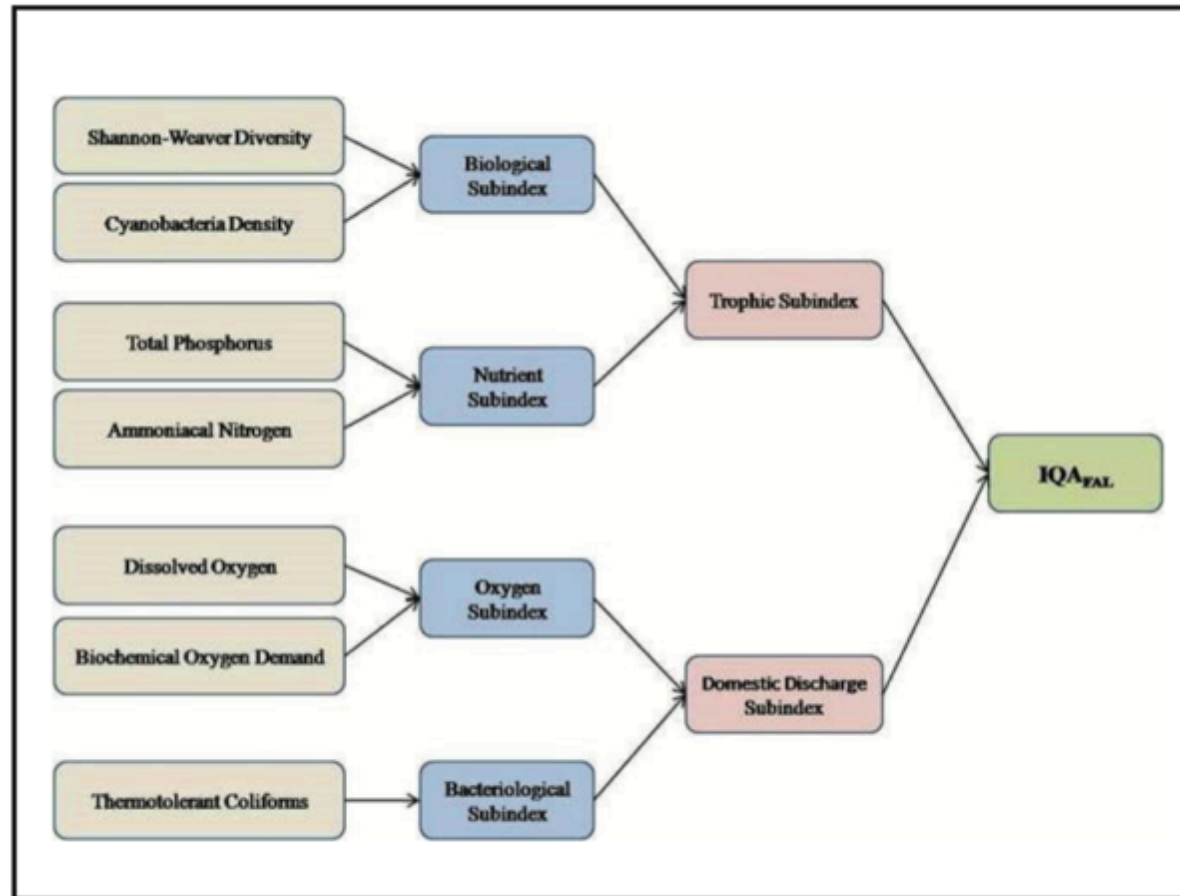 Shannon-Weaver Diversity
Cyanobacteria Density
Biological
Subindex
Total Phosphorus
Ammoniacal Nitrogen
Nutrient
Subindex
Trophic Subindex
Dissolved Oxygen
Biochemical Oxygen Demand
Oxygen
Subindex
Thermotolerant Coliforms
Bacteriological
Subindex
Domestic Discharge
Subindex
IQAFAL